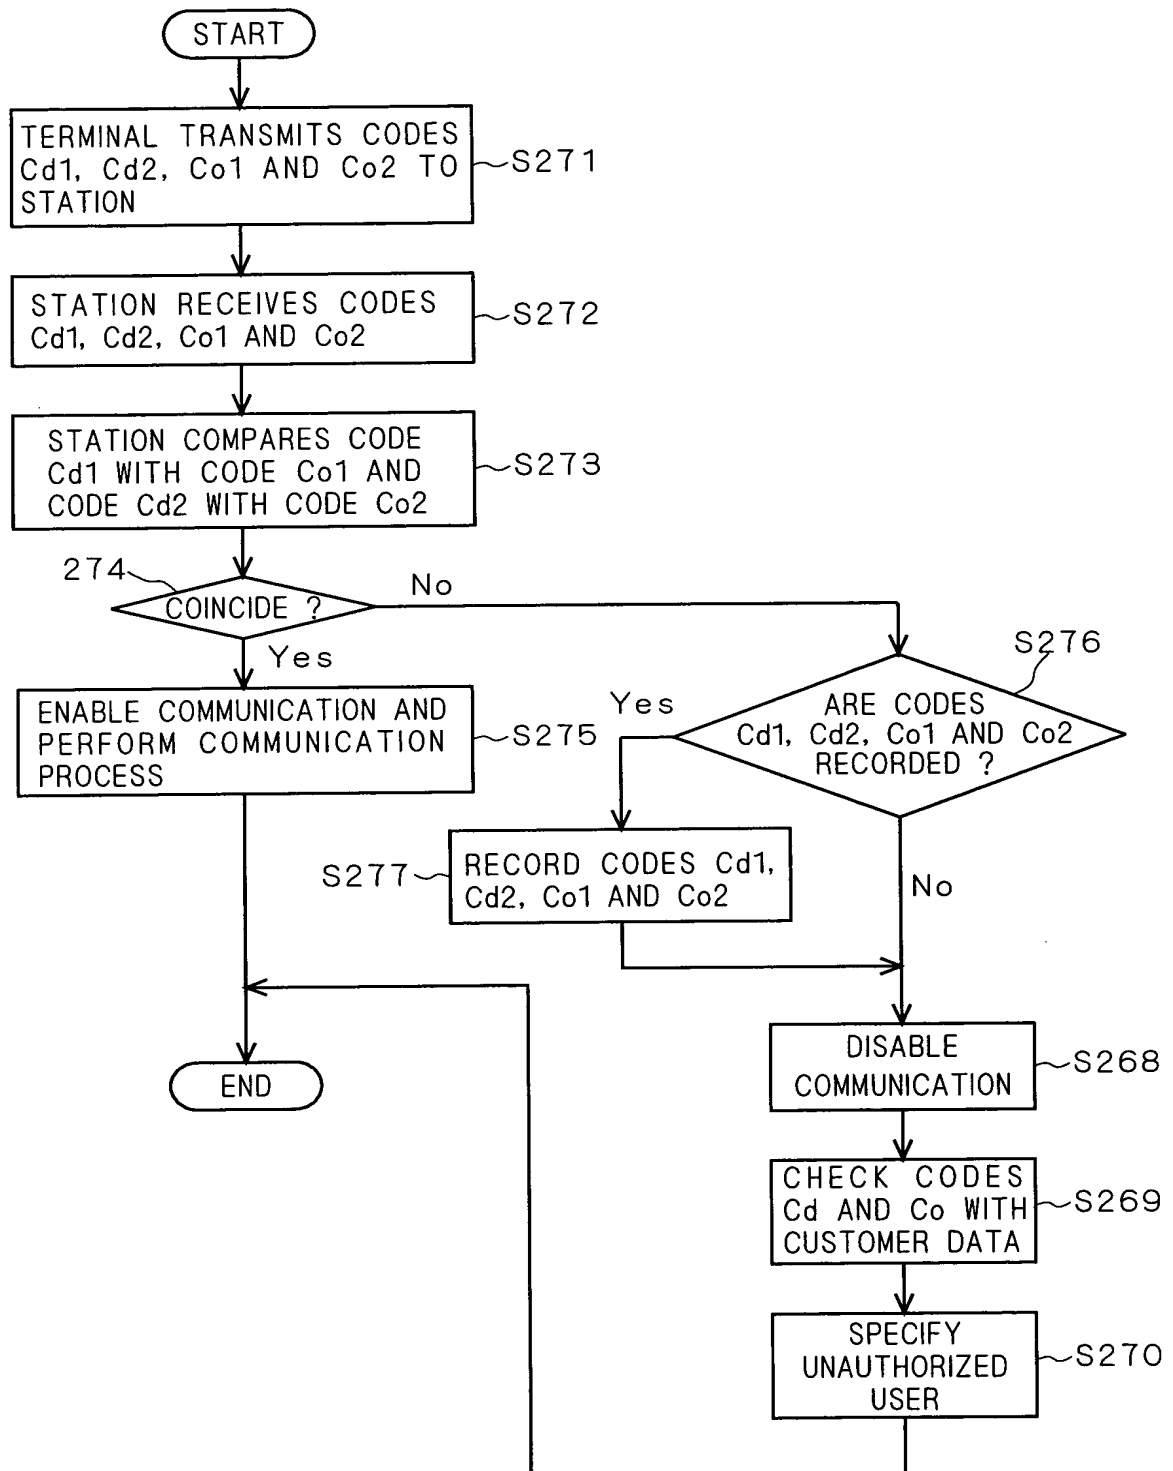 START
TERMINAL TRANSMITS CODES
Cd1, Cd2, Co1 AND Co2 TO
STATION
S271
STATION RECEIVES CODES
Cd1, Cd2, Co1 AND Co2
S272
STATION COMPARES CODE
Cd1 WITH CODE Co1 AND
CODE Cd2 WITH CODE Co2
S273
274
COINCIDE ?
No
Yes
ENABLE COMMUNICATION AND
PERFORM COMMUNICATION
PROCESS
S275
S276
ARE CODES
Cd1, Cd2, Co1 AND Co2
RECORDED ?
Yes
No
S277
RECORD CODES Cd1,
Cd2, Co1 AND Co2
DISABLE
COMMUNICATION
S268
END
CHECK CODES
Cd AND Co WITH
CUSTOMER DATA
S269
SPECIFY
UNAUTHORIZED
USER
S270